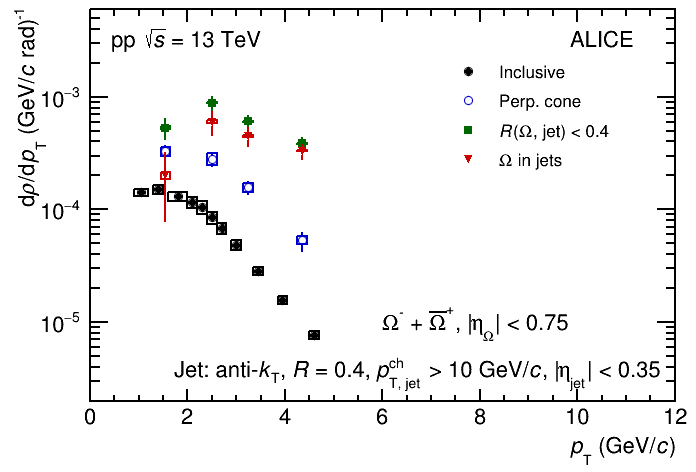 pp √s = 13 TeV
ALICE
Inclusive
Perp. cone
R(Ω, jet) < 0.4
Ω in jets
dρ/dp_T (GeV/c rad)⁻¹
10⁻³
10⁻⁴
10⁻⁵
Ω⁻ + Ω̅⁺, |η_Ω| < 0.75
Jet: anti-k_T, R = 0.4, p_T, jet^ch > 10 GeV/c, |η_jet| < 0.35
0 2 4 6 8 10 12
p_T (GeV/c)